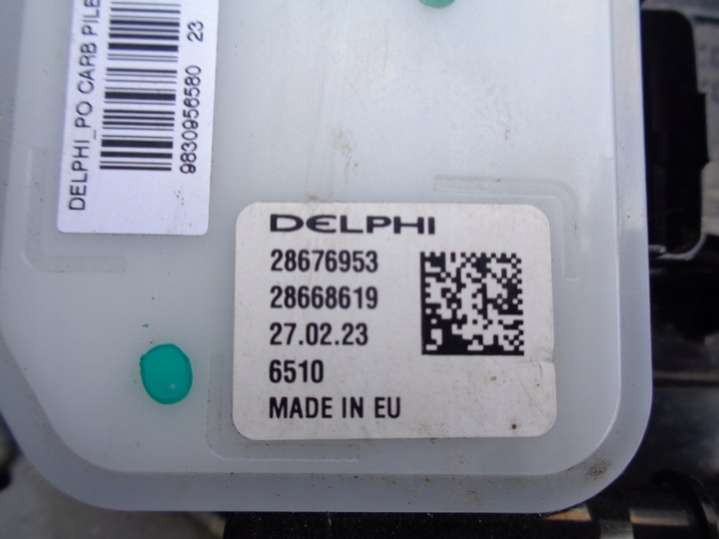 DELPHI_PO CARB PILE
9830956580 23
DELPHI
28676953
28668619
27.02.23
6510
MADE IN EU